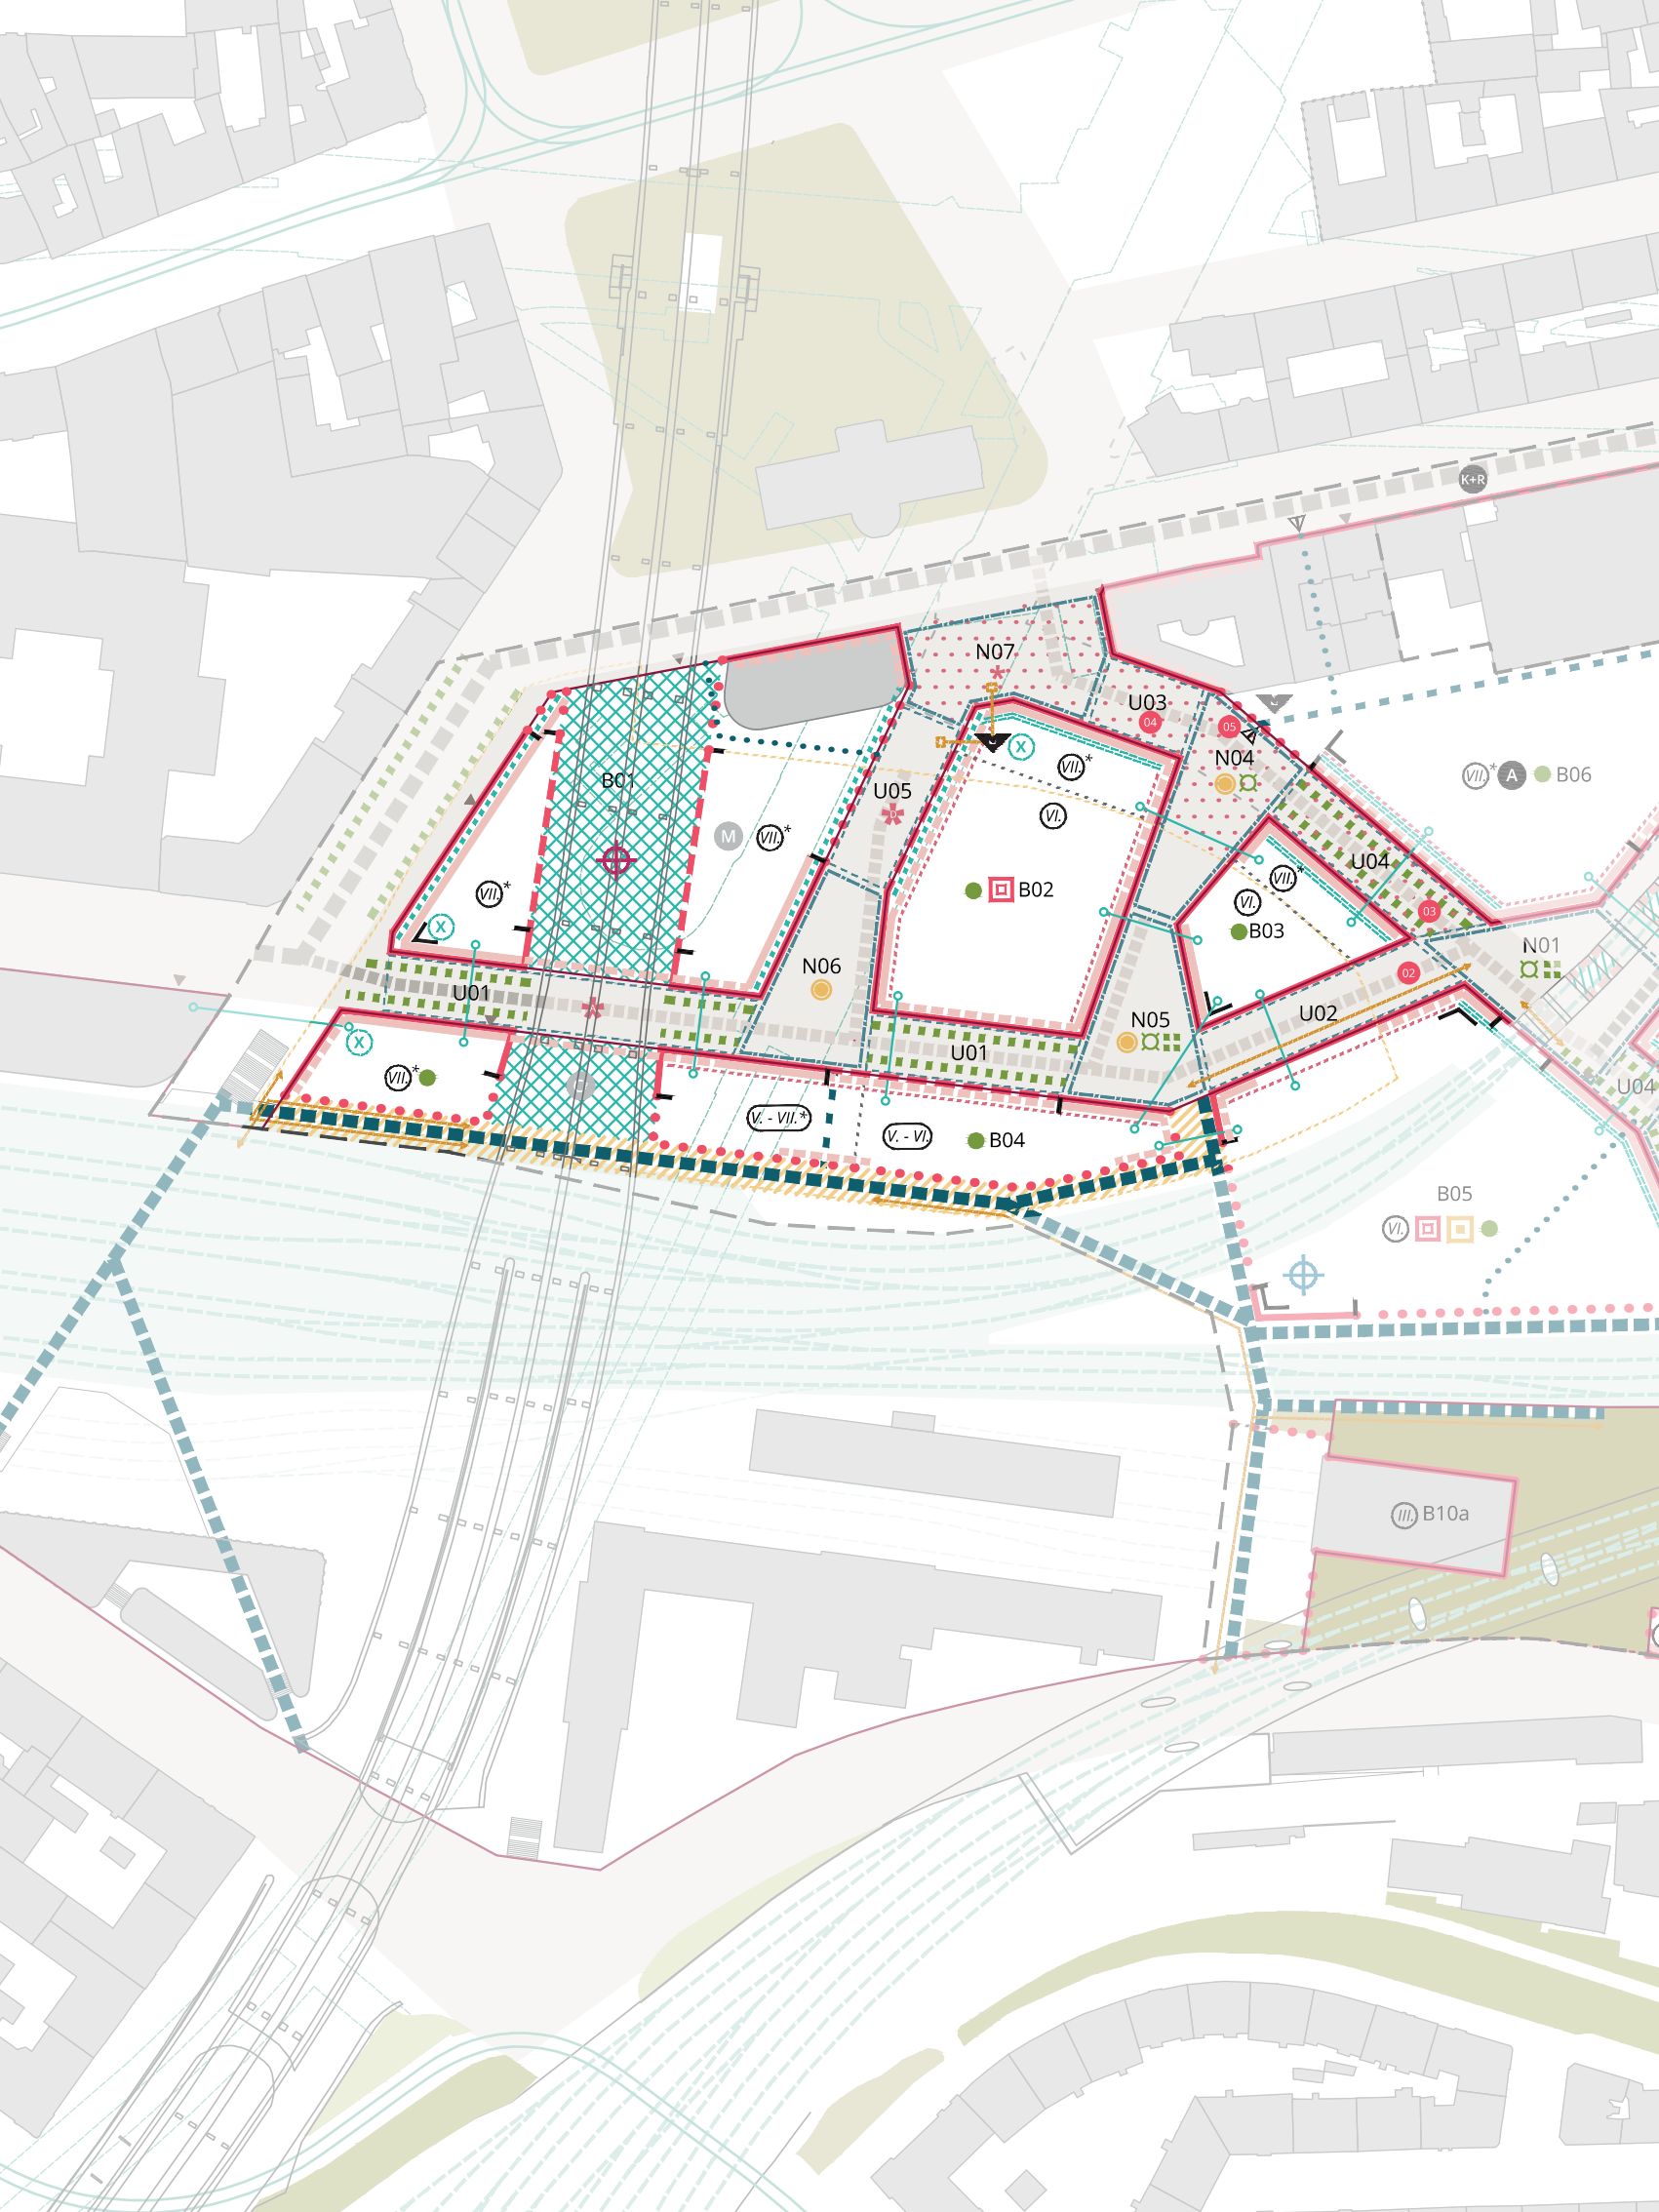 K+R
N07
U03
04
05
N04
X
VII.*
VII.* A B06
B01
U05
VI.
M VII.*
U04
VII.*
B02
VI.
VII.*
03
B03
X
N01
N06
02
U01
U02
N05
X
U01
VII.*
U04
V. - VII.*
V. - VI. B04
B05
VI.
III. B10a